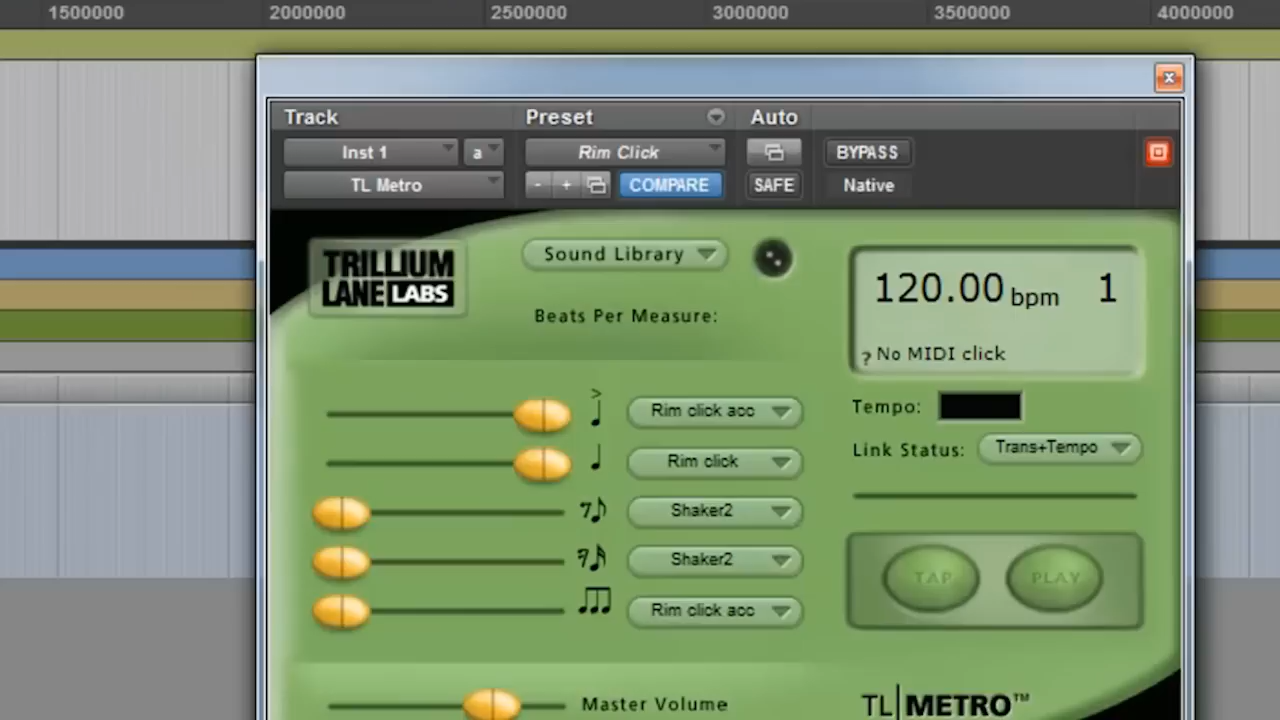 1500000 2000000 2500000 3000000 3500000 4000000
Track Preset Auto
Inst 1 a Rim Click BYPASS
TL Metro - + COMPARE SAFE Native
TRILLIUM
LANE LABS
Sound Library
Beats Per Measure:
120.00 bpm 1
? No MIDI click
Rim click acc
Tempo:
Rim click
Link Status: Trans+Tempo
Shaker2
Shaker2
TAP PLAY
Rim click acc
Master Volume
TL|METRO™